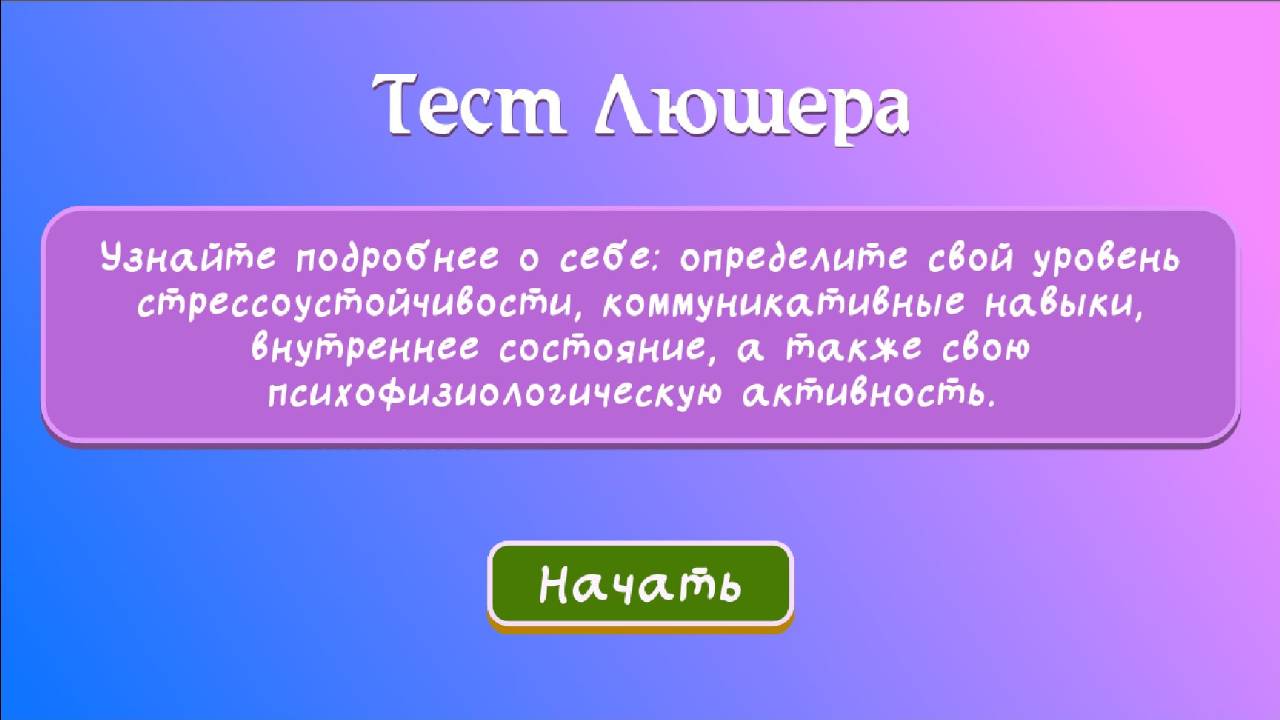 Тест Люшера
Узнайте подробнее о себе: определите свой уровень
стрессоустойчивости, коммуникативные навыки,
внутреннее состояние, а также свою
психофизиологическую активность.
Начать